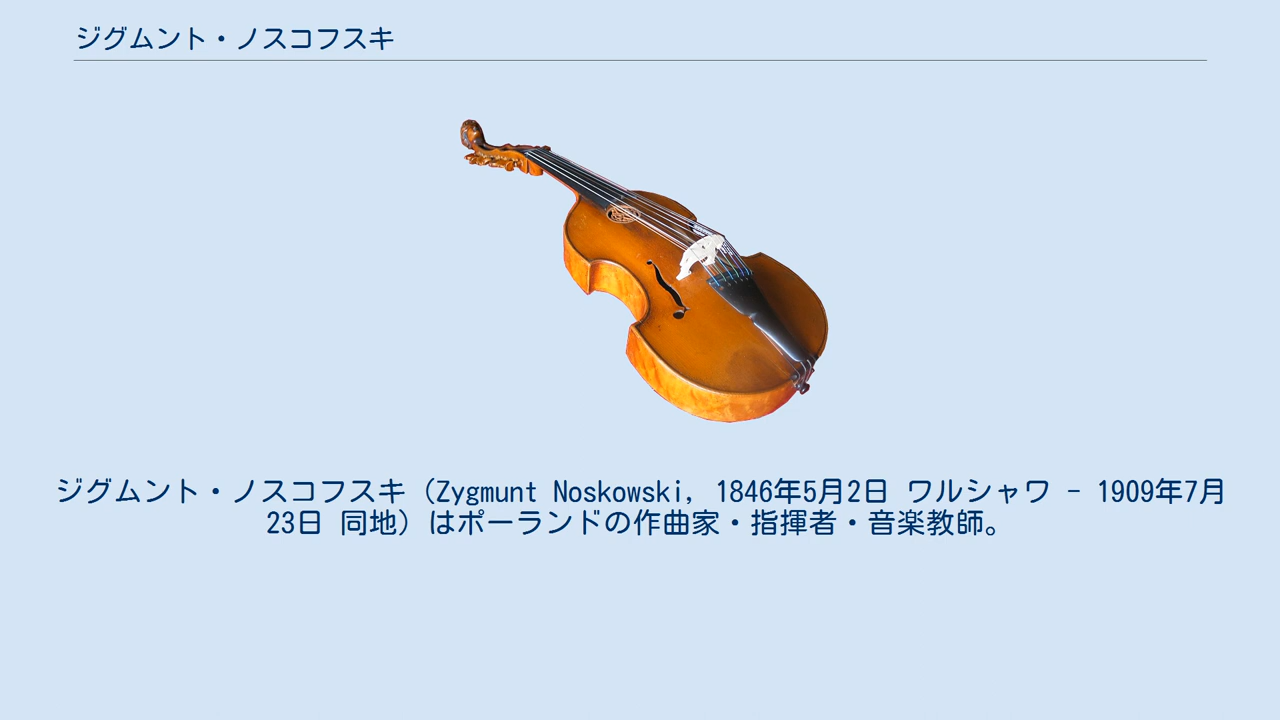 ジグムント・ノスコフスキ
ジグムント・ノスコフスキ（Zygmunt Noskowski, 1846年5月2日 ワルシャワ - 1909年7月
23日 同地）はポーランドの作曲家・指揮者・音楽教師。